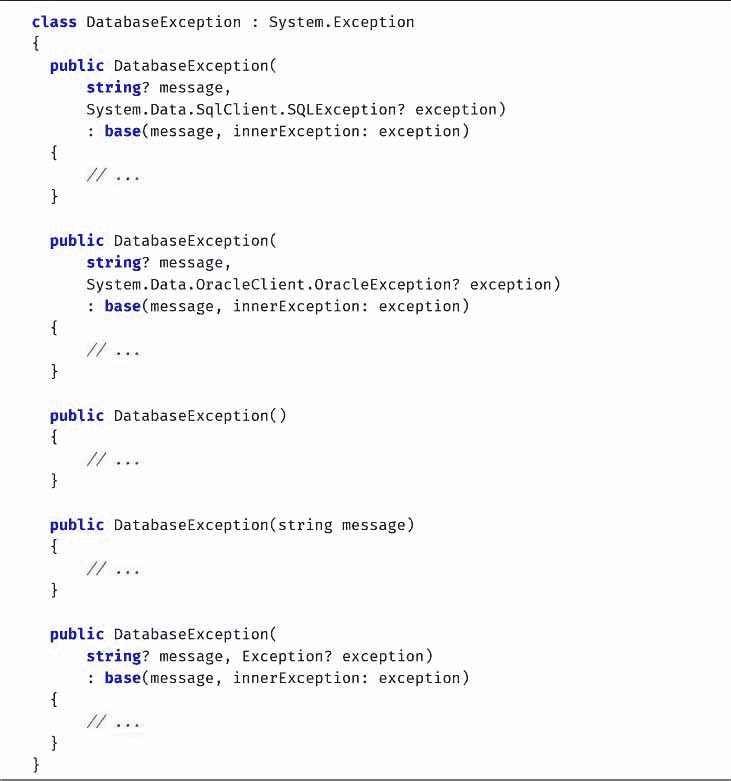 class DatabaseException : System.Exception
{
  public DatabaseException(
      string? message,
      System.Data.SqlClient.SQLException? exception)
      : base(message, innerException: exception)
  {
      // ...
  }

  public DatabaseException(
      string? message,
      System.Data.OracleClient.OracleException? exception)
      : base(message, innerException: exception)
  {
      // ...
  }

  public DatabaseException()
  {
      // ...
  }

  public DatabaseException(string message)
  {
      // ...
  }

  public DatabaseException(
      string? message, Exception? exception)
      : base(message, innerException: exception)
  {
      // ...
  }
}